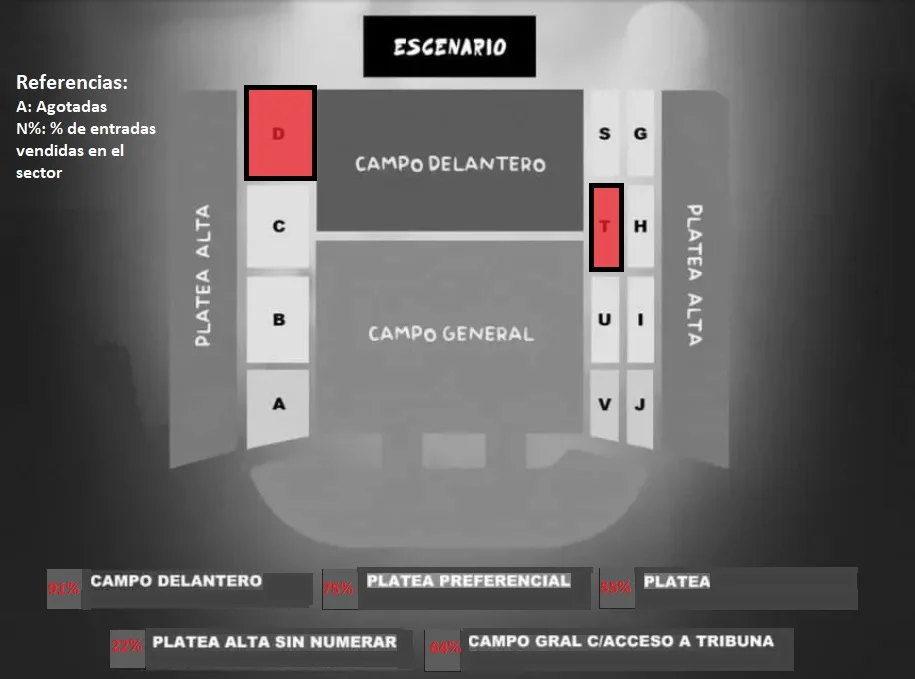 ESCENARIO
Referencias:
A: Agotadas
N%: % de entradas
vendidas en el
sector
D
S
G
CAMPO DELANTERO
PLATEA ALTA
C
T
H
PLATEA ALTA
B
CAMPO GENERAL
U
I
A
V
J
91% CAMPO DELANTERO
75% PLATEA PREFERENCIAL
55% PLATEA
22% PLATEA ALTA SIN NUMERAR
64% CAMPO GRAL C/ACCESO A TRIBUNA